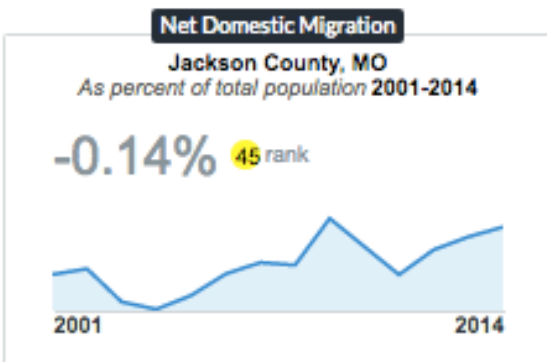 Net Domestic Migration
Jackson County, MO
As percent of total population 2001-2014
-0.14% 45 rank
2001 2014